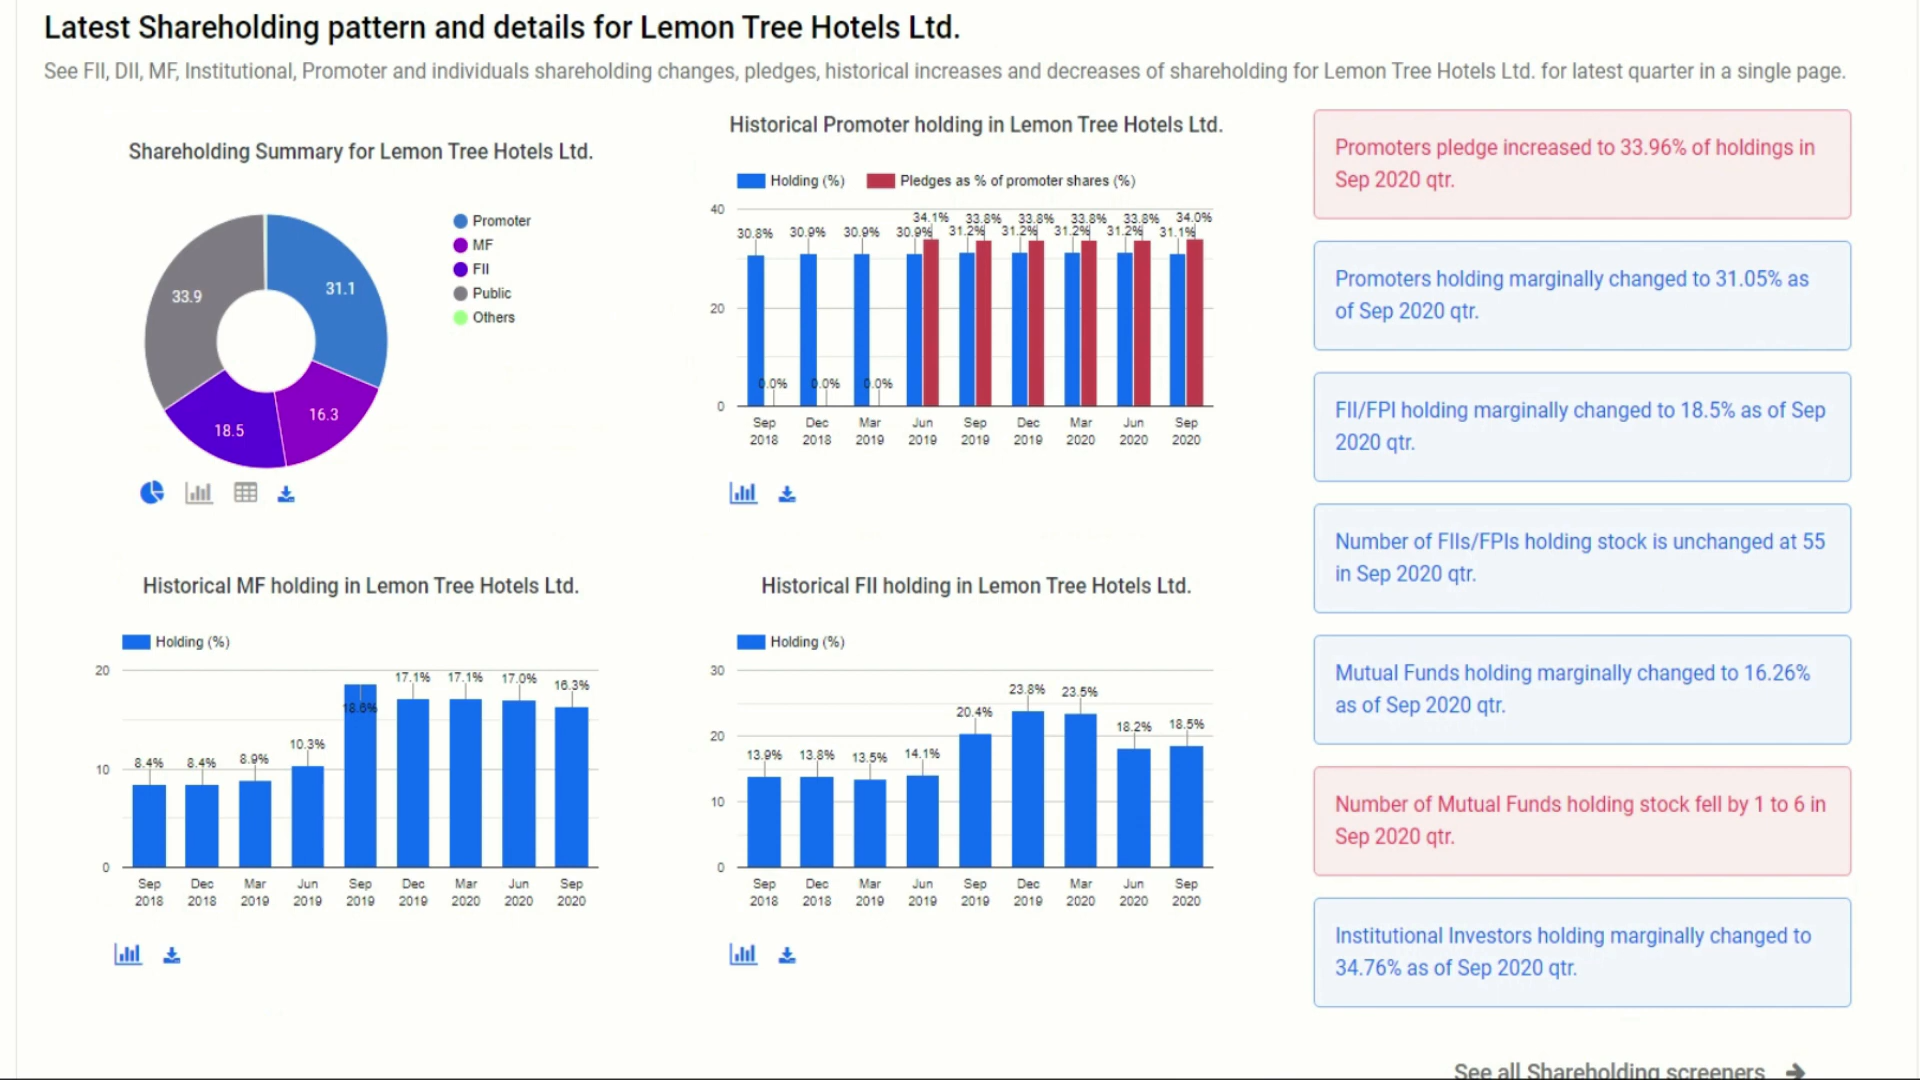 Latest Shareholding pattern and details for Lemon Tree Hotels Ltd.
See FII, DII, MF, Institutional, Promoter and individuals shareholding changes, pledges, historical increases and decreases of shareholding for Lemon Tree Hotels Ltd. for latest quarter in a single page.
Shareholding Summary for Lemon Tree Hotels Ltd.
Promoter
MF
FII
Public
Others
31.1
33.9
16.3
18.5
Historical Promoter holding in Lemon Tree Hotels Ltd.
Holding (%) Pledges as % of promoter shares (%)
40
20
0
34.1% 33.8% 33.8% 33.8% 33.8% 34.0%
30.8% 30.9% 30.9% 30.9% 31.2% 31.2% 31.2% 31.2% 31.1%
0.0% 0.0% 0.0%
Sep Dec Mar Jun Sep Dec Mar Jun Sep
2018 2018 2019 2019 2019 2019 2020 2020 2020
Historical MF holding in Lemon Tree Hotels Ltd.
Holding (%)
20
10
0
8.4% 8.4% 8.9% 10.3% 18.6% 17.1% 17.1% 17.0% 16.3%
Sep Dec Mar Jun Sep Dec Mar Jun Sep
2018 2018 2019 2019 2019 2019 2020 2020 2020
Historical FII holding in Lemon Tree Hotels Ltd.
Holding (%)
30
20
10
0
13.9% 13.8% 13.5% 14.1% 20.4% 23.8% 23.5% 18.2% 18.5%
Sep Dec Mar Jun Sep Dec Mar Jun Sep
2018 2018 2019 2019 2019 2019 2020 2020 2020
Promoters pledge increased to 33.96% of holdings in
Sep 2020 qtr.
Promoters holding marginally changed to 31.05% as
of Sep 2020 qtr.
FII/FPI holding marginally changed to 18.5% as of Sep
2020 qtr.
Number of FIIs/FPIs holding stock is unchanged at 55
in Sep 2020 qtr.
Mutual Funds holding marginally changed to 16.26%
as of Sep 2020 qtr.
Number of Mutual Funds holding stock fell by 1 to 6 in
Sep 2020 qtr.
Institutional Investors holding marginally changed to
34.76% as of Sep 2020 qtr.
See all Shareholding screeners